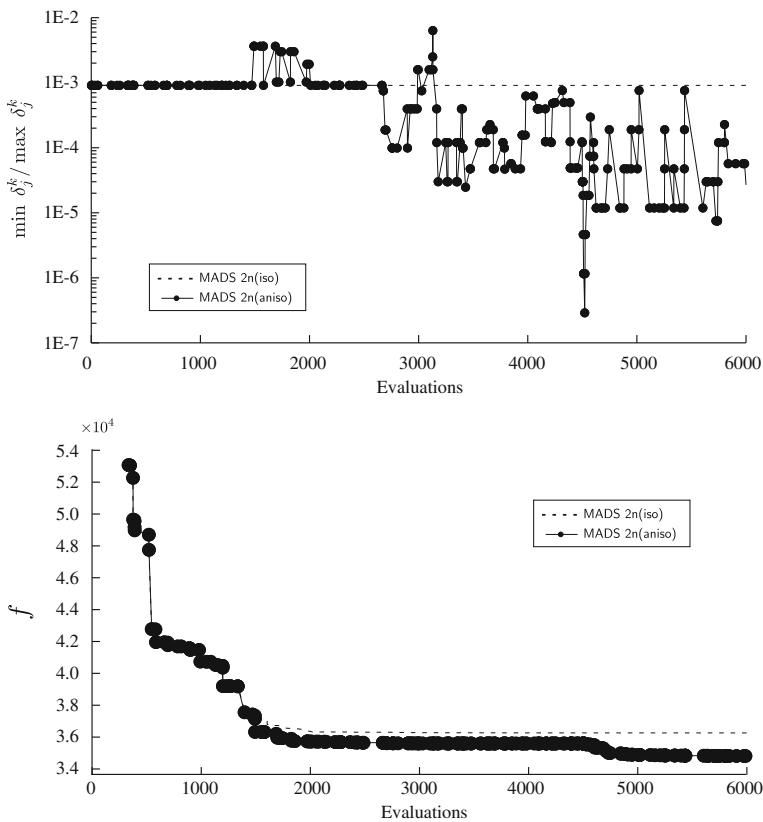 1E-2
1E-3
1E-4
1E-5
1E-6
1E-7
min δ_j^k / max δ_j^k
MADS 2n(iso)
MADS 2n(aniso)
0 1000 2000 3000 4000 5000 6000
Evaluations
×10⁴
5.4
5.2
5.0
4.8
4.6
4.4
4.2
4.0
3.8
3.6
3.4
f
MADS 2n(iso)
MADS 2n(aniso)
0 1000 2000 3000 4000 5000 6000
Evaluations